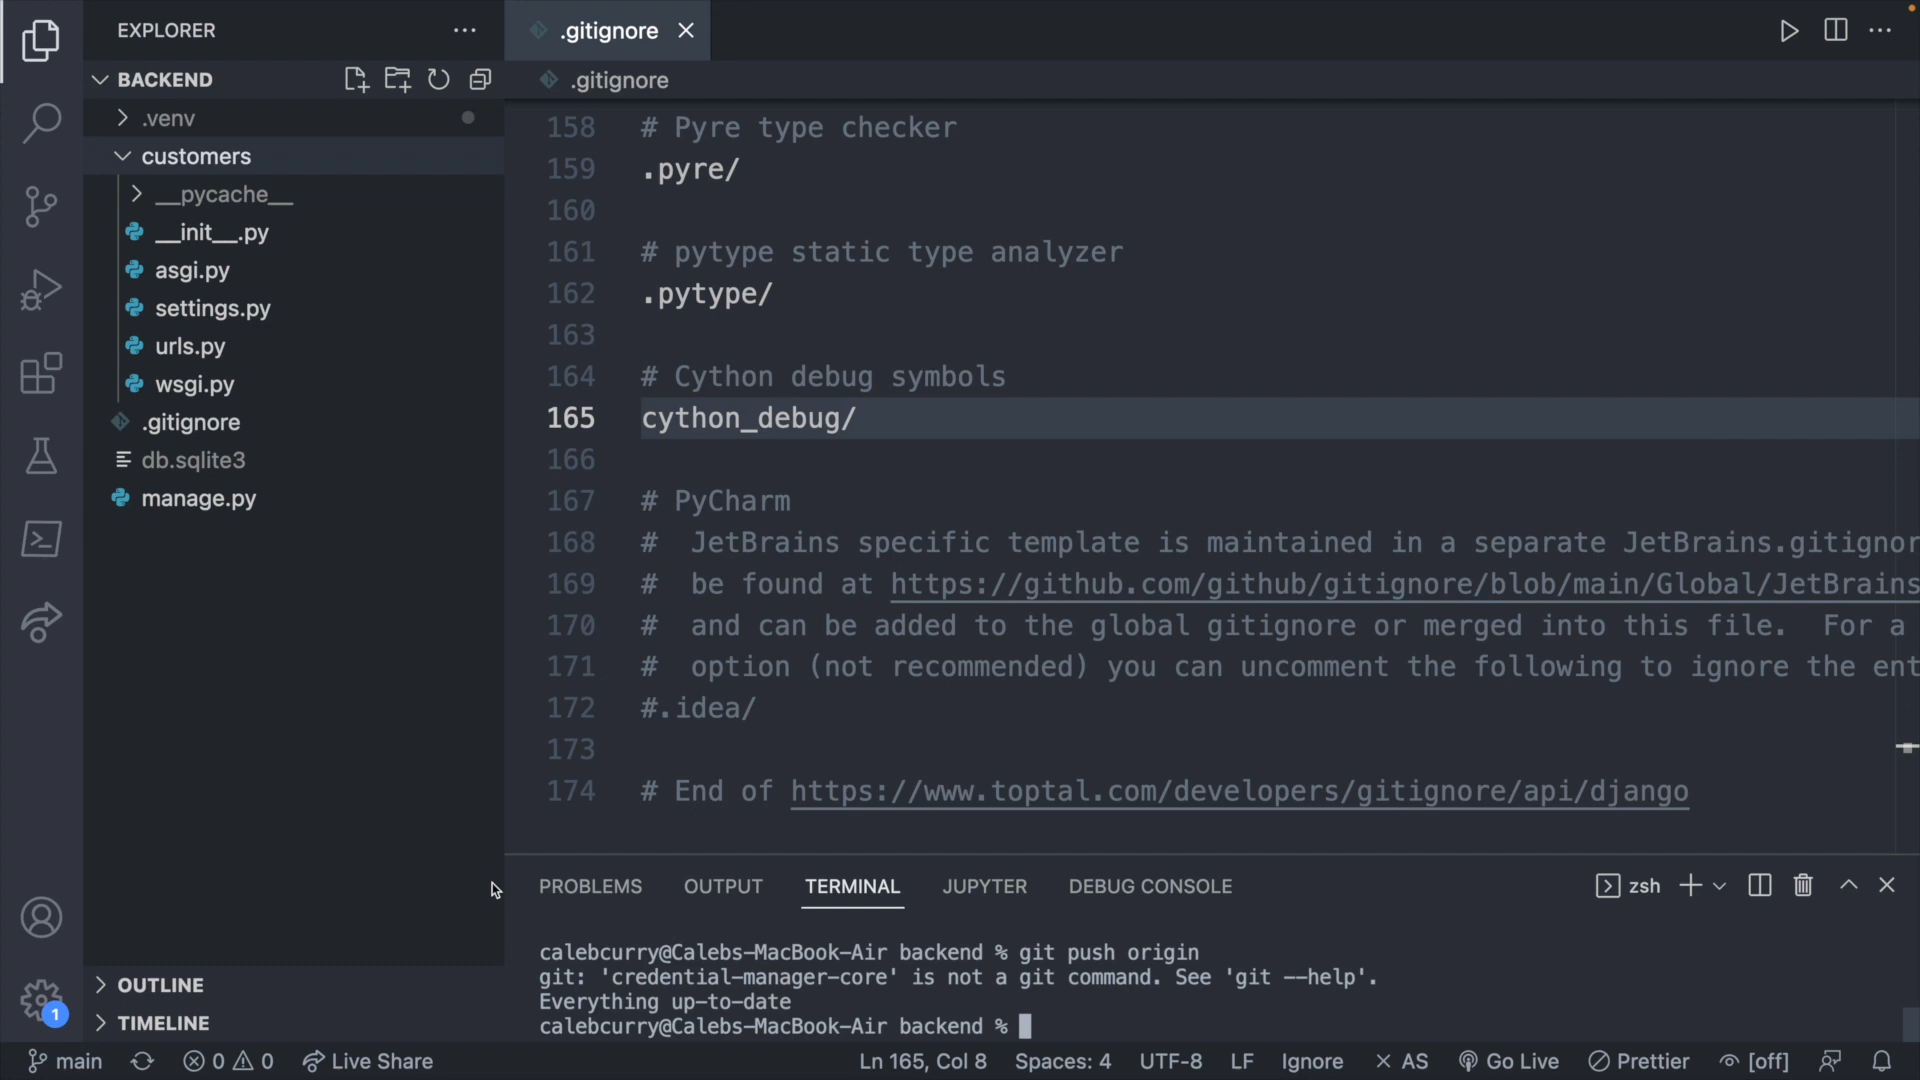 EXPLORER
BACKEND
.venv
customers
__pycache__
__init__.py
asgi.py
settings.py
urls.py
wsgi.py
.gitignore
db.sqlite3
manage.py
OUTLINE
TIMELINE
1
.gitignore
.gitignore
158 # Pyre type checker
159 .pyre/
160
161 # pytype static type analyzer
162 .pytype/
163
164 # Cython debug symbols
165 cython_debug/
166
167 # PyCharm
168 #  JetBrains specific template is maintained in a separate JetBrains.gitignor
169 #  be found at https://github.com/github/gitignore/blob/main/Global/JetBrains
170 #  and can be added to the global gitignore or merged into this file.  For a
171 #  option (not recommended) you can uncomment the following to ignore the ent
172 #.idea/
173
174 # End of https://www.toptal.com/developers/gitignore/api/django
PROBLEMS OUTPUT TERMINAL JUPYTER DEBUG CONSOLE zsh
calebcurry@Calebs-MacBook-Air backend % git push origin
git: 'credential-manager-core' is not a git command. See 'git --help'.
Everything up-to-date
calebcurry@Calebs-MacBook-Air backend %
main 0 0 Live Share Ln 165, Col 8 Spaces: 4 UTF-8 LF Ignore AS Go Live Prettier [off]